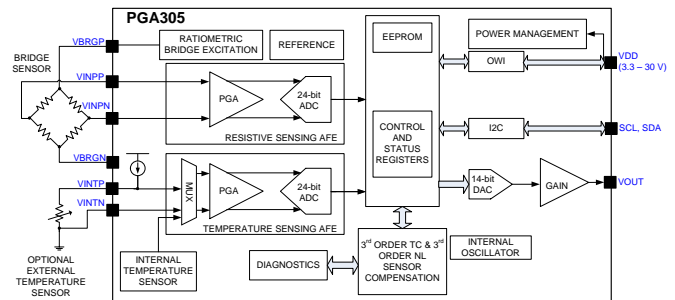 PGA305
VBRGP
RATIOMETRIC
BRIDGE EXCITATION
REFERENCE
EEPROM
POWER MANAGEMENT
BRIDGE
SENSOR
VINPP
VINPN
PGA
24-bit
ADC
RESISTIVE SENSING AFE
OWI
VDD
(3.3 – 30 V)
CONTROL
AND
STATUS
REGISTERS
I2C
SCL, SDA
VBRGN
VINTP
VINTN
MUX
PGA
24-bit
ADC
TEMPERATURE SENSING AFE
14-bit
DAC
GAIN
VOUT
OPTIONAL
EXTERNAL
TEMPERATURE
SENSOR
INTERNAL
TEMPERATURE
SENSOR
DIAGNOSTICS
3rd ORDER TC & 3rd
ORDER NL
SENSOR
COMPENSATION
INTERNAL
OSCILLATOR